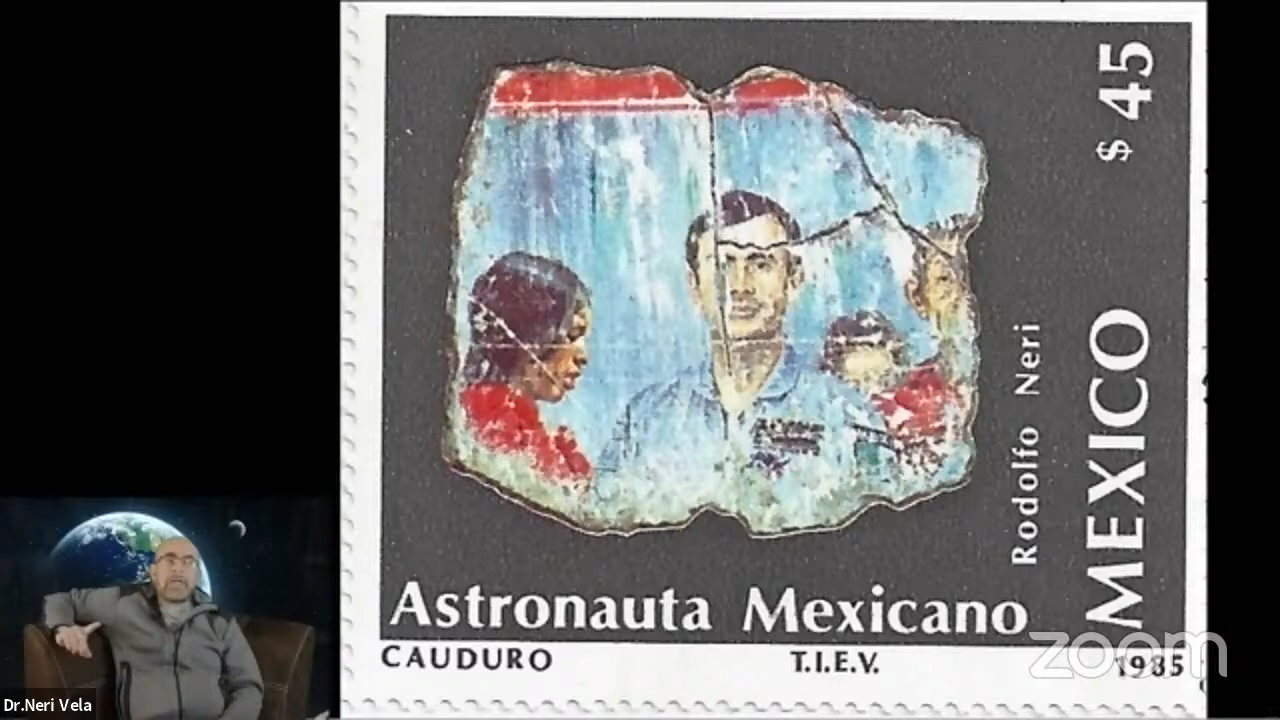 $ 45
MEXICO
Rodolfo Neri
Astronauta Mexicano
CAUDURO
T.I.E.V.
1985
zoom
Dr.Neri Vela